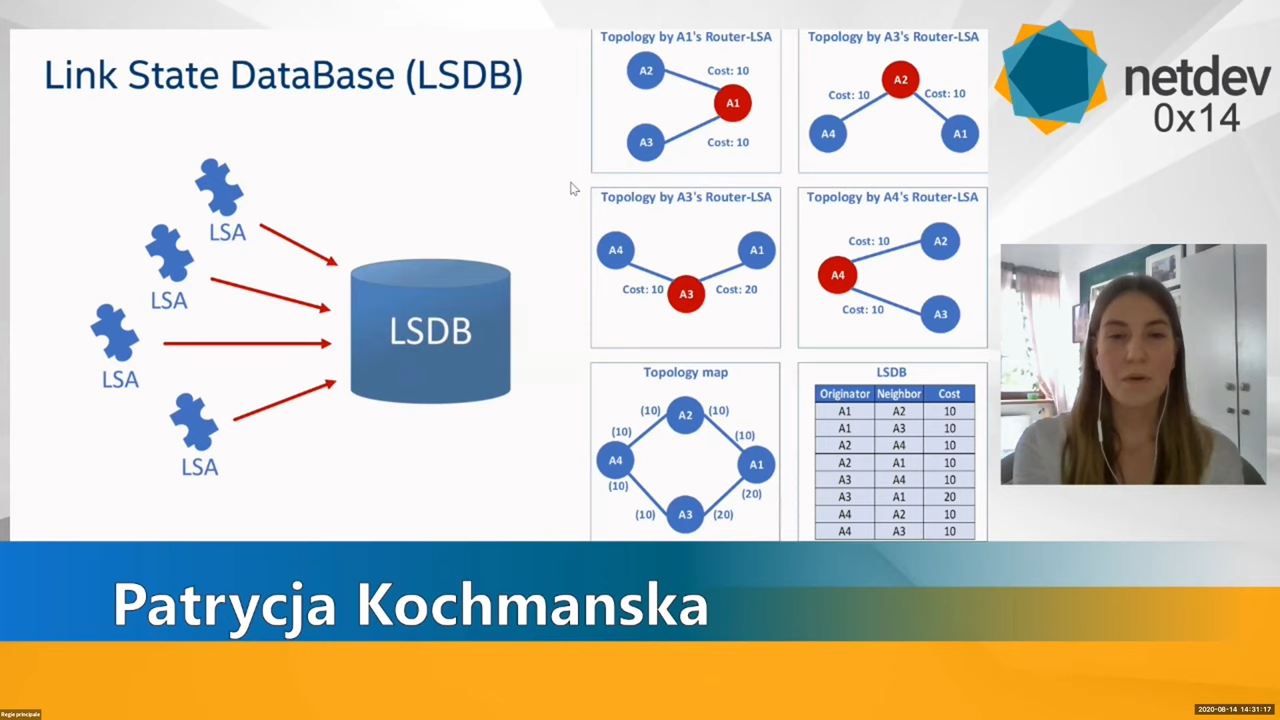 Link State DataBase (LSDB)
LSA
LSA
LSA
LSA
LSDB
Topology by A1's Router-LSA
A2
Cost: 10
A1
A3
Cost: 10
Topology by A3's Router-LSA
A2
Cost: 10
Cost: 10
A4
A1
Topology by A3's Router-LSA
A4
A1
Cost: 10
A3
Cost: 20
Topology by A4's Router-LSA
Cost: 10
A2
A4
Cost: 10
A3
Topology map
(10)
A2
(10)
(10)
(10)
A4
A1
(10)
(20)
(10)
A3
(20)
LSDB
Originator Neighbor Cost
A1 A2 10
A1 A3 10
A2 A4 10
A2 A1 10
A3 A4 10
A3 A1 20
A4 A2 10
A4 A3 10
netdev
0x14
Patrycja Kochmanska
Regie principale
2020-08-14 14:31:17